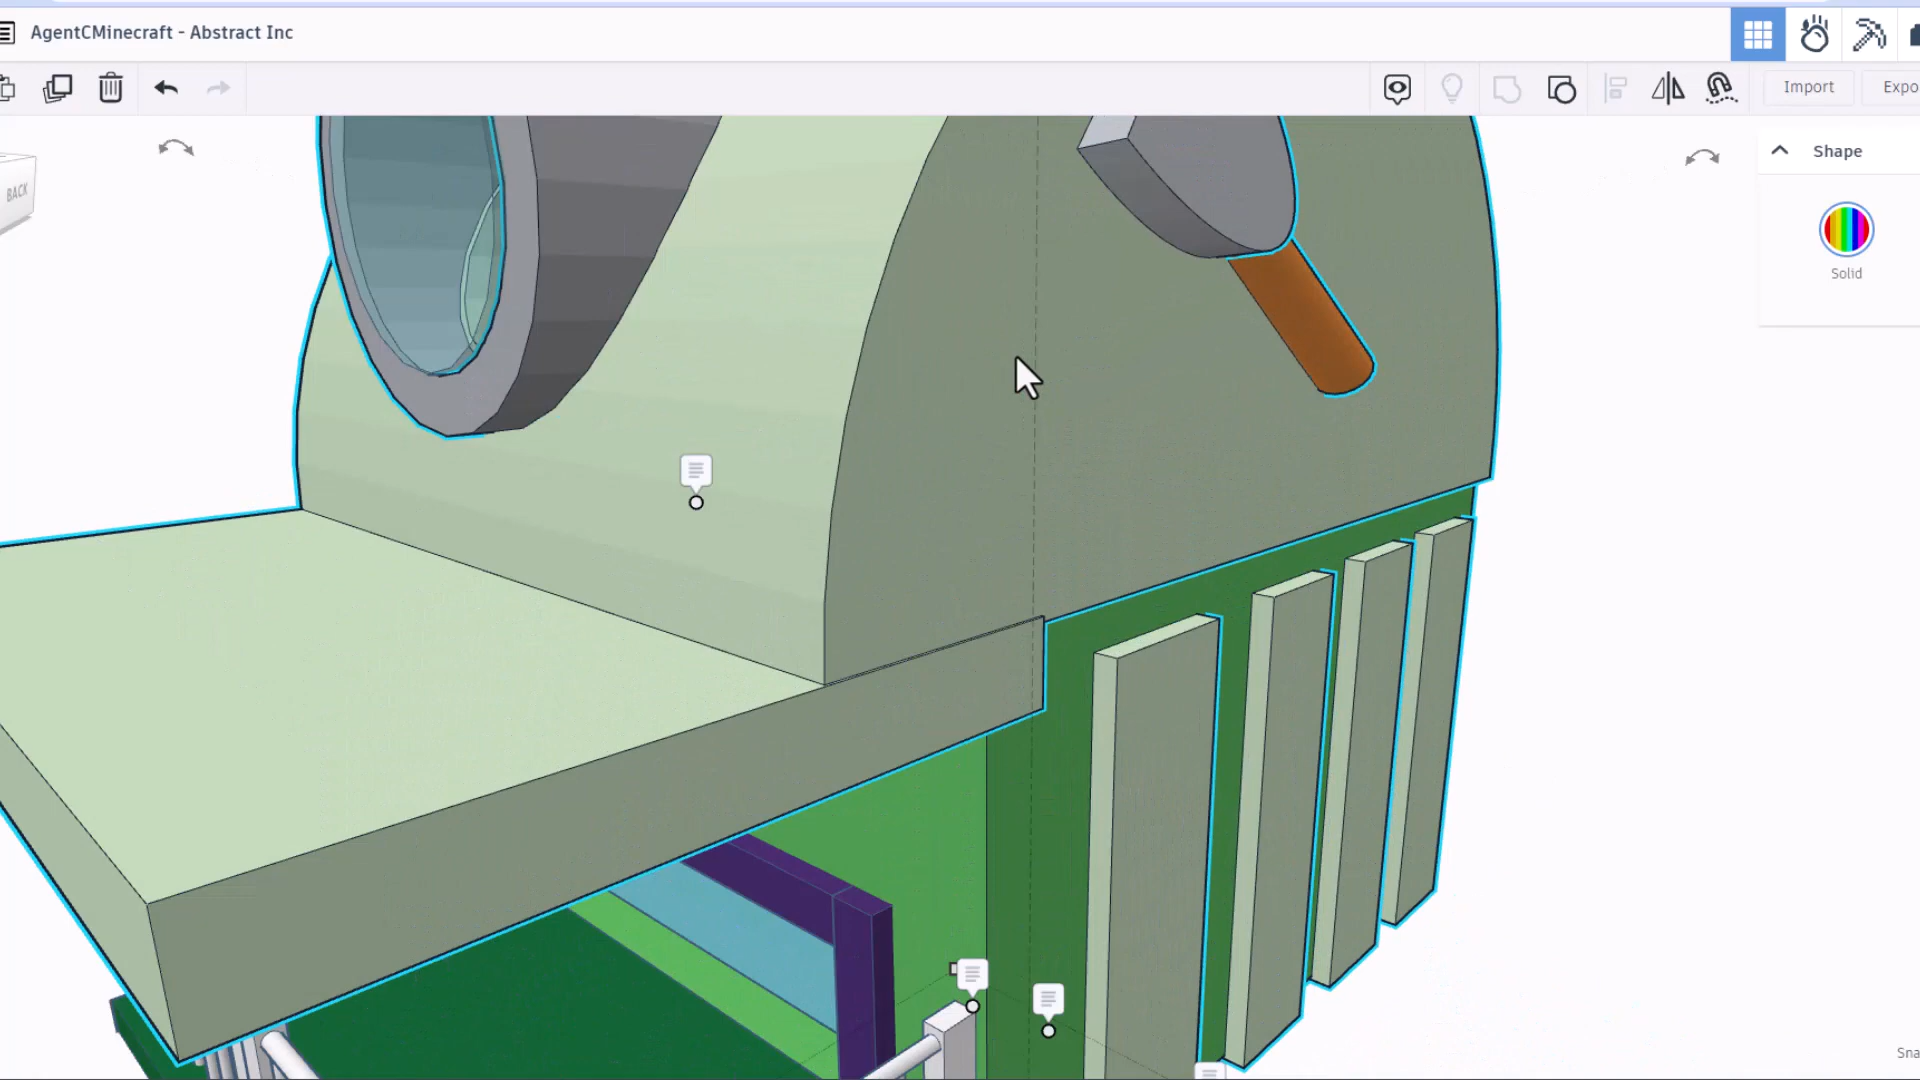 AgentCMinecraft - Abstract Inc
Import
Expo
BACK
Shape
Solid
Sna